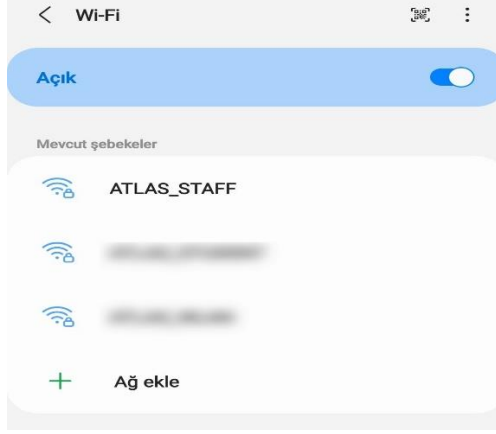 Wi-Fi
Açık
Mevcut şebekeler
ATLAS_STAFF
Ağ ekle